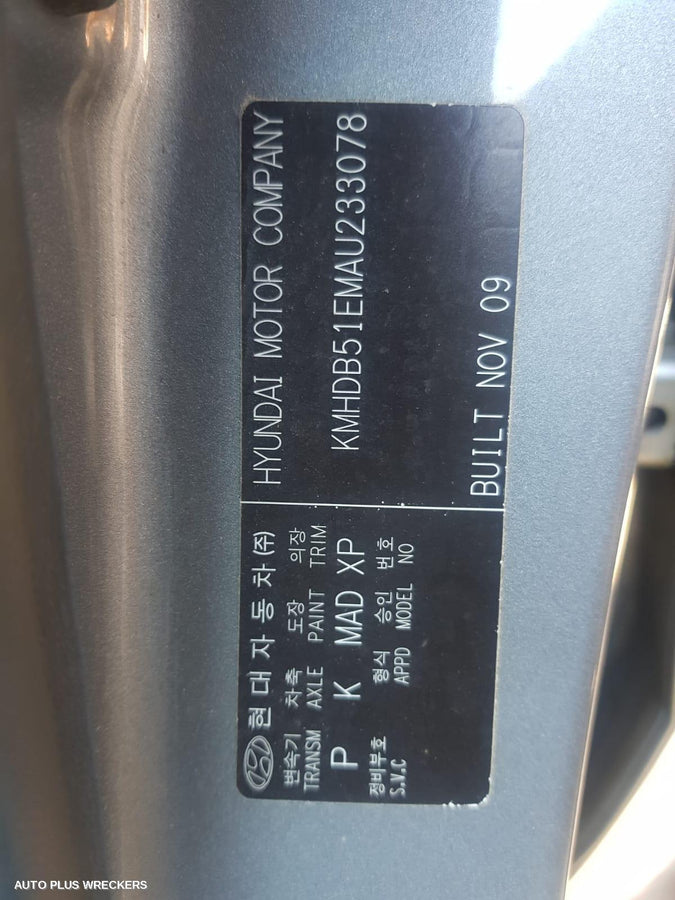 현대자동차(주)
변속기 차축 도장 의장
TRANSM AXLE PAINT TRIM
P K MAD XP
정비부호 형식 승인 번호
S.V.C APPD MODEL NO
HYUNDAI MOTOR COMPANY
KMHDB51EMAU233078
BUILT NOV 09
AUTO PLUS WRECKERS